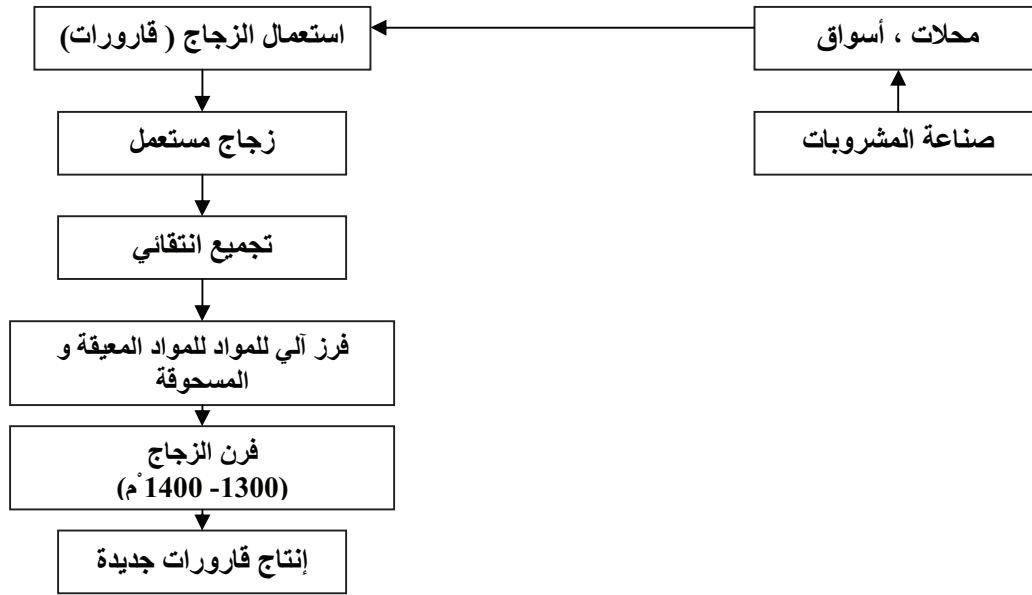 استعمال الزجاج ( قارورات)
محلات ، أسواق
زجاج مستعمل
صناعة المشروبات
تجميع انتقائي
فرز آلي للمواد للمواد المعيقة و
المسحوقة
فرن الزجاج
(1300- 1400 ْم)
إنتاج قارورات جديدة